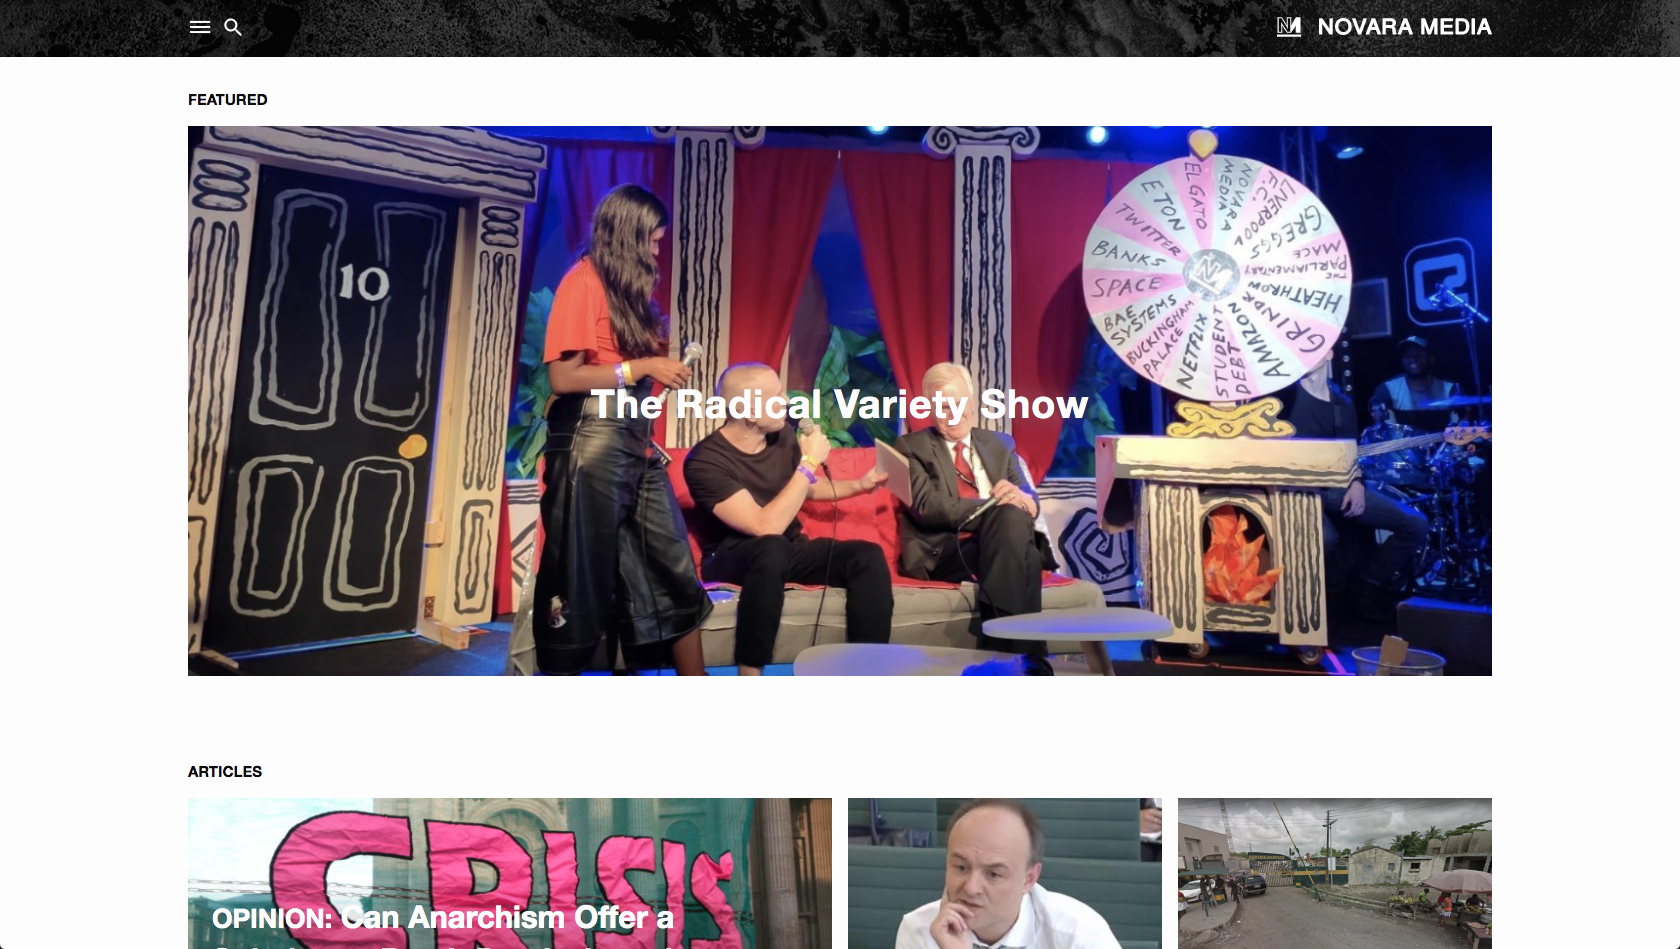 NOVARA MEDIA
FEATURED
10
EL GATO
NOVARA
MEDIA
L.F.C. LIVERPOOL
GREGGS
MACE
THE
PARLIAMENTARY
HEATHROW
GRINDR
AMAZON
STUDENT
DEBT
NETFLIX
BUCKINGHAM
PALACE
BAE
SYSTEMS
SPACE
BANKS
TWITTER
ETON
The Radical Variety Show
ARTICLES
CRISIS
OPINION: Can Anarchism Offer a